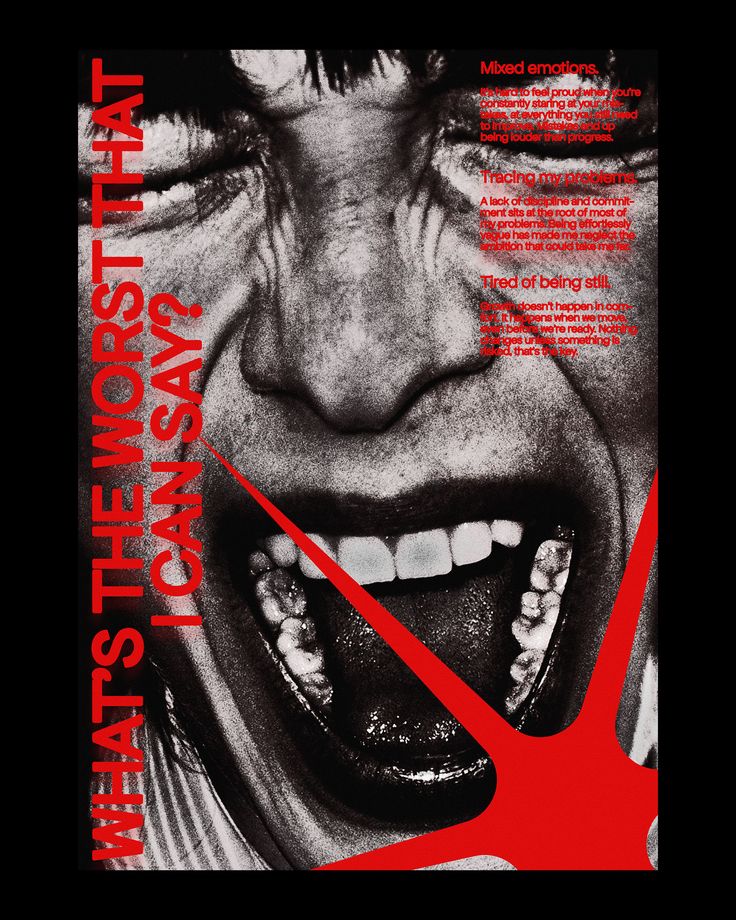 WHAT'S THE WORST THAT
I CAN SAY?
Mixed emotions.
It's hard to feel proud when you're
constantly staring at your mis-
takes, at everything you still need
to improve. Mistakes end up
being louder than progress.
Tracing my problems.
A lack of discipline and commit-
ment sits at the root of most of
my problems. Being effortlessly
vague has made me neglect the
ambition that could take me far.
Tired of being still.
Growth doesn't happen in com-
fort. It happens when we move,
even before we're ready. Nothing
changes unless something is
risked, that's the key.